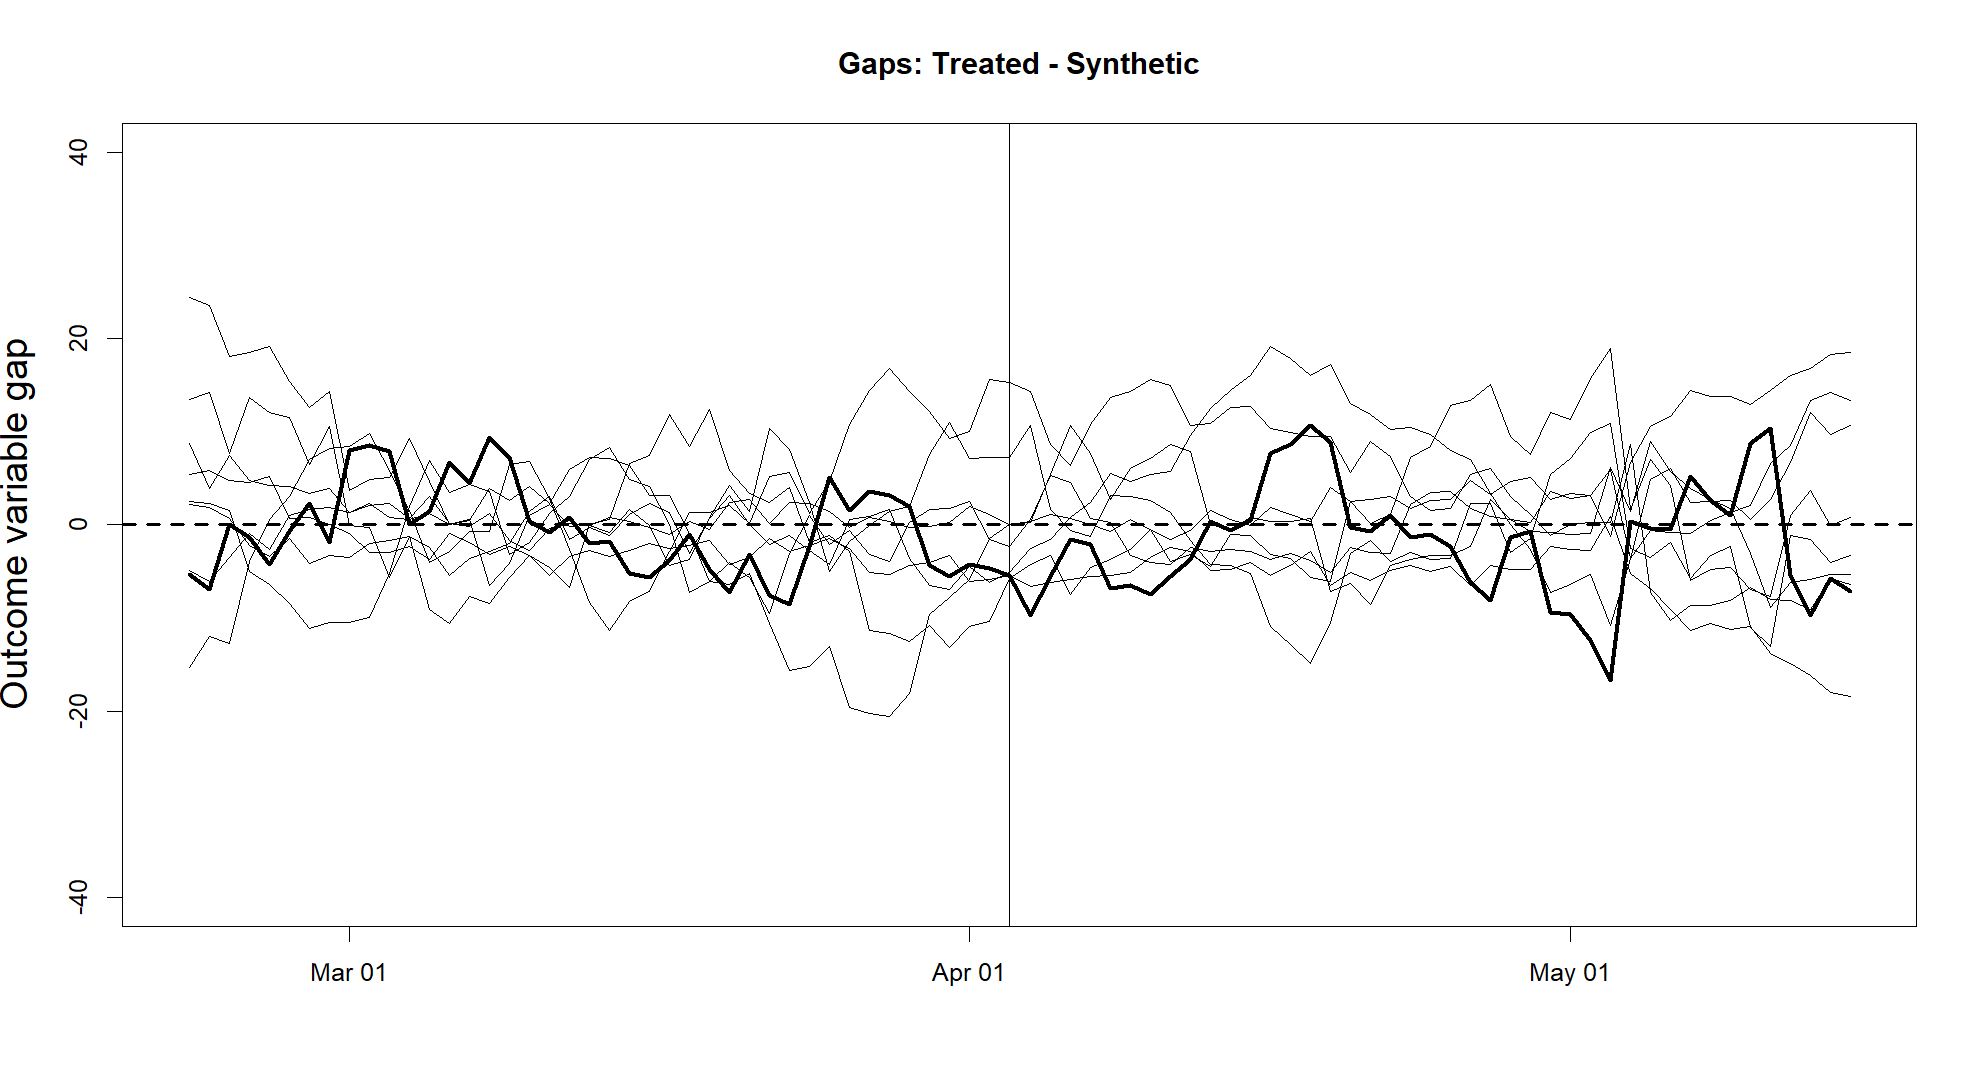 Gaps: Treated - Synthetic
Outcome variable gap
40
20
0
-20
-40
Mar 01
Apr 01
May 01